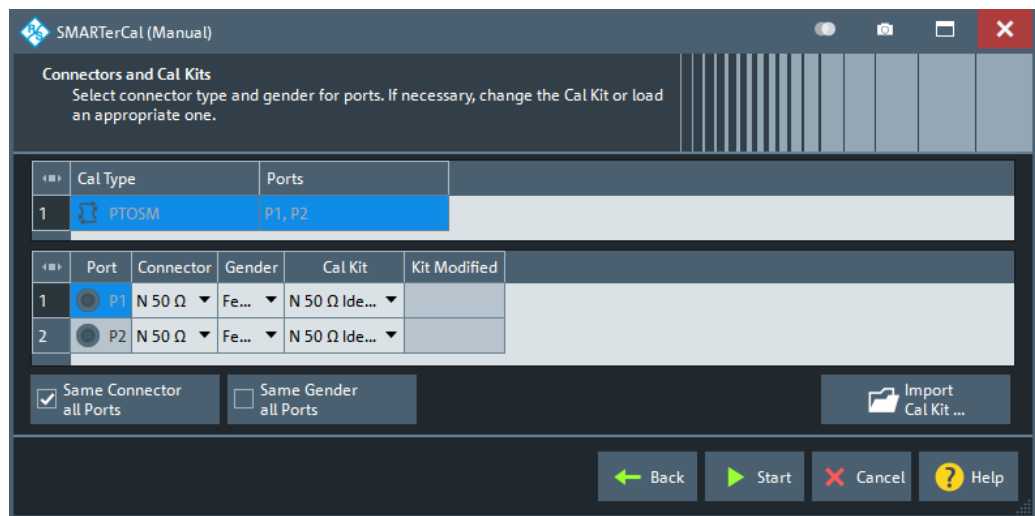 R&S SMARTerCal (Manual)
Connectors and Cal Kits
Select connector type and gender for ports. If necessary, change the Cal Kit or load
an appropriate one.
Cal Type Ports
1 PTOSM P1, P2
Port Connector Gender Cal Kit Kit Modified
1 P1 N 50 Ω Fe... N 50 Ω Ide...
2 P2 N 50 Ω Fe... N 50 Ω Ide...
Same Connector
all Ports
Same Gender
all Ports
Import
Cal Kit ...
Back Start Cancel ? Help